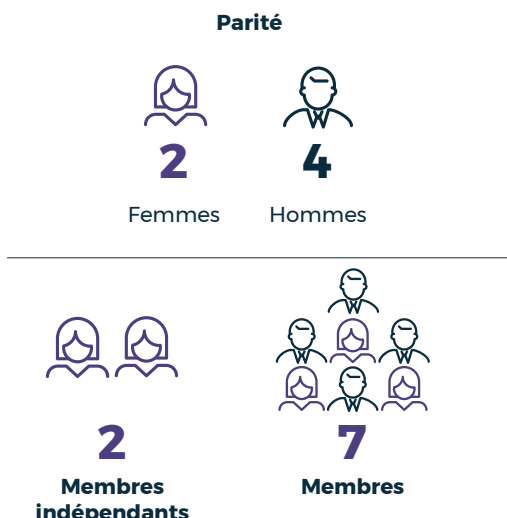 Parité
2 4
Femmes Hommes
2 7
Membres Membres
indépendants